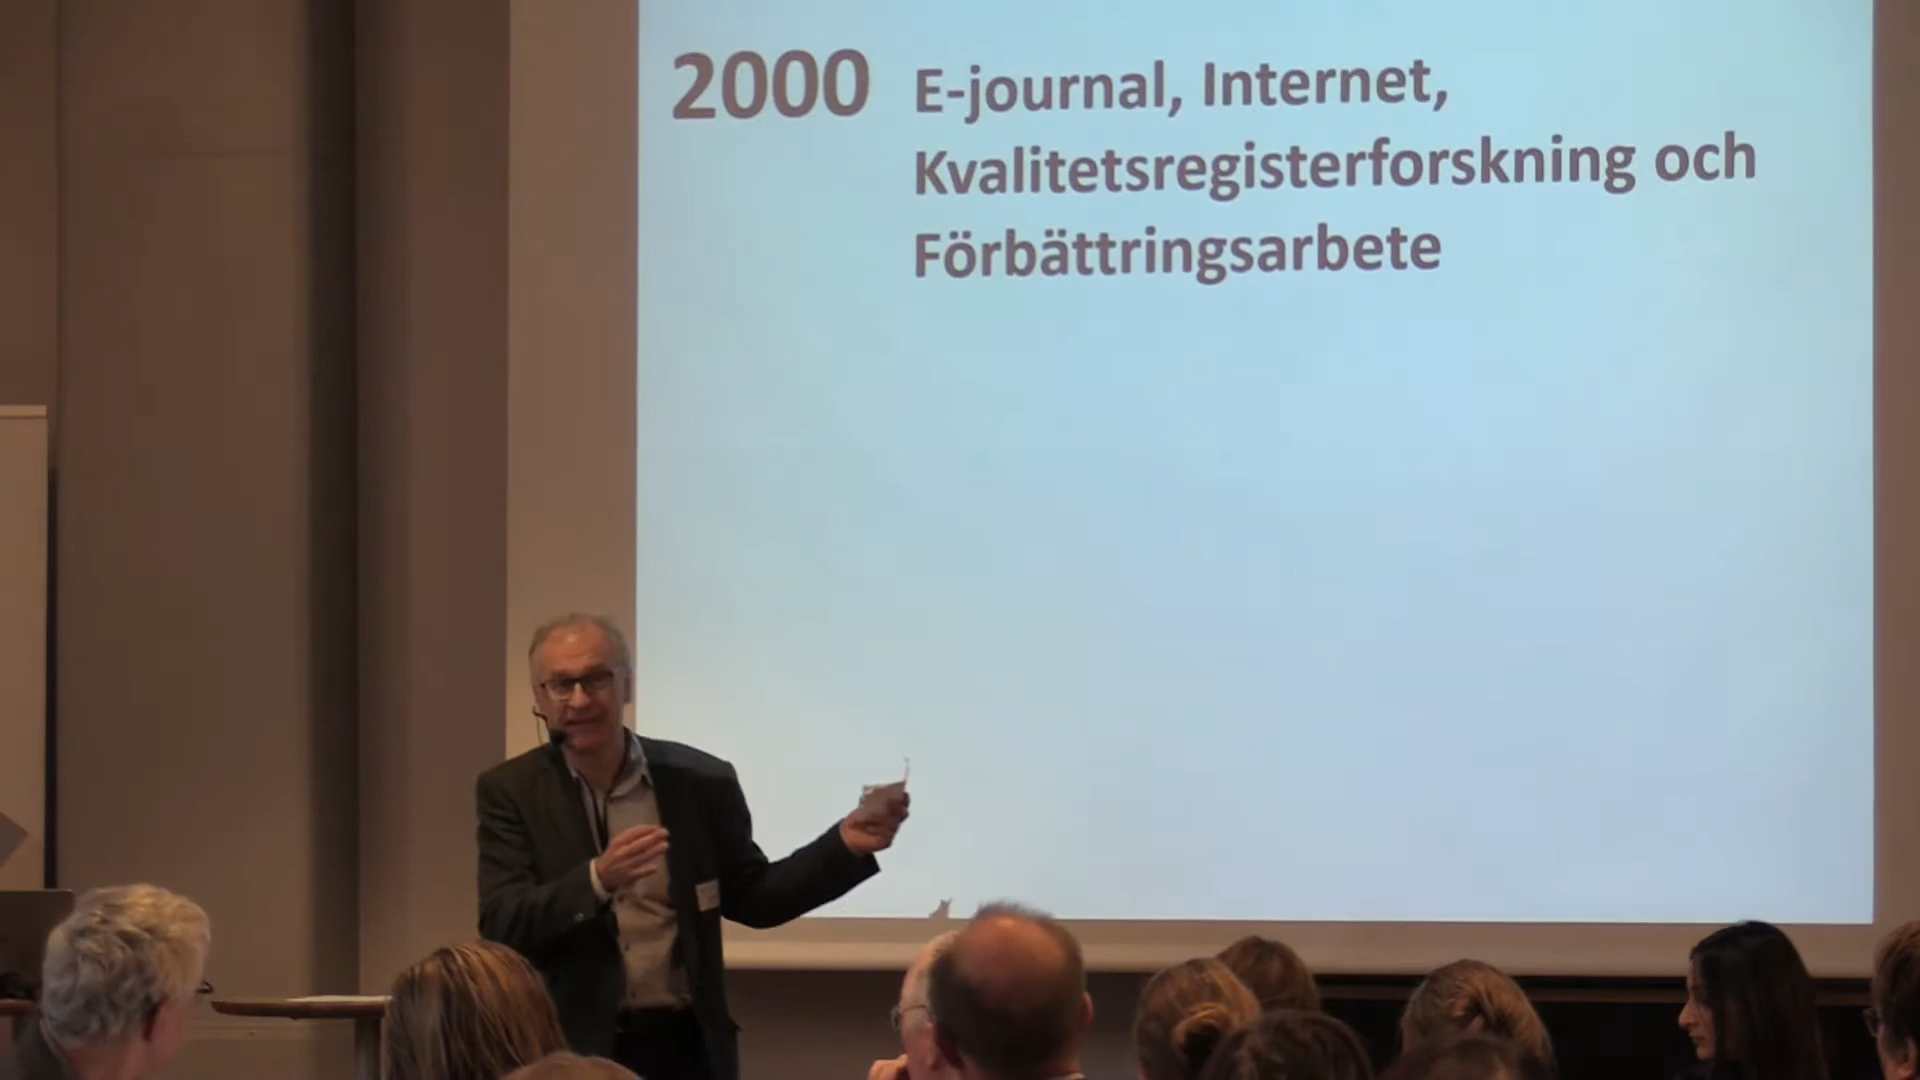 2000 E-journal, Internet,
Kvalitetsregisterforskning och
Förbättringsarbete